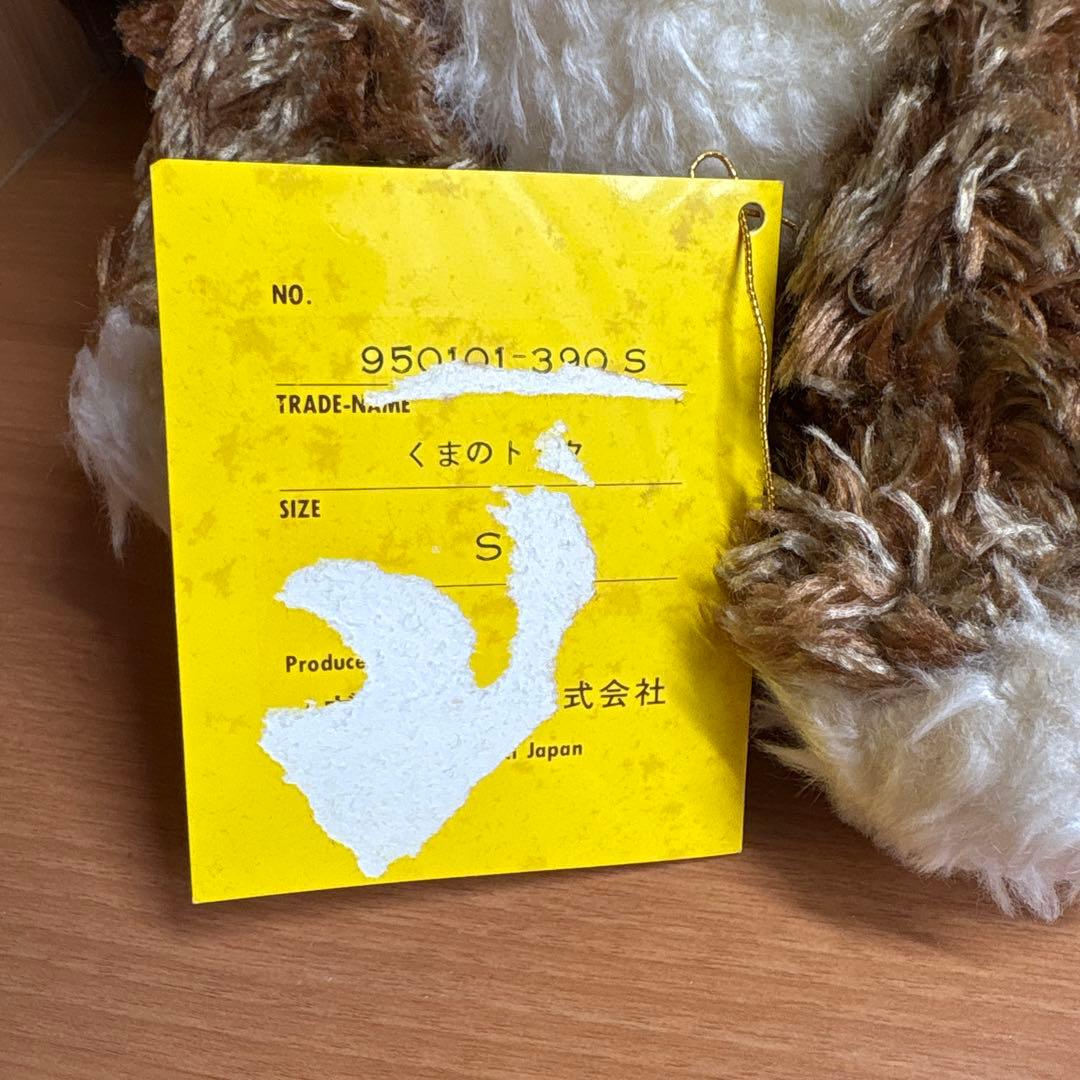 NO.
950101-390 S
TRADE-NAME
くまのト
SIZE
S
Produce
式会社
Japan